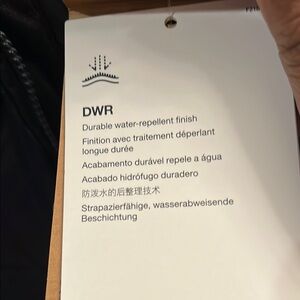 DWR
Durable water-repellent finish
Finition avec traitement déperlant
longue durée
Acabamento durável repele a água
Acabado hidrófugo duradero
防泼水的后整理技术
Strapazierfähige, wasserabweisende
Beschichtung